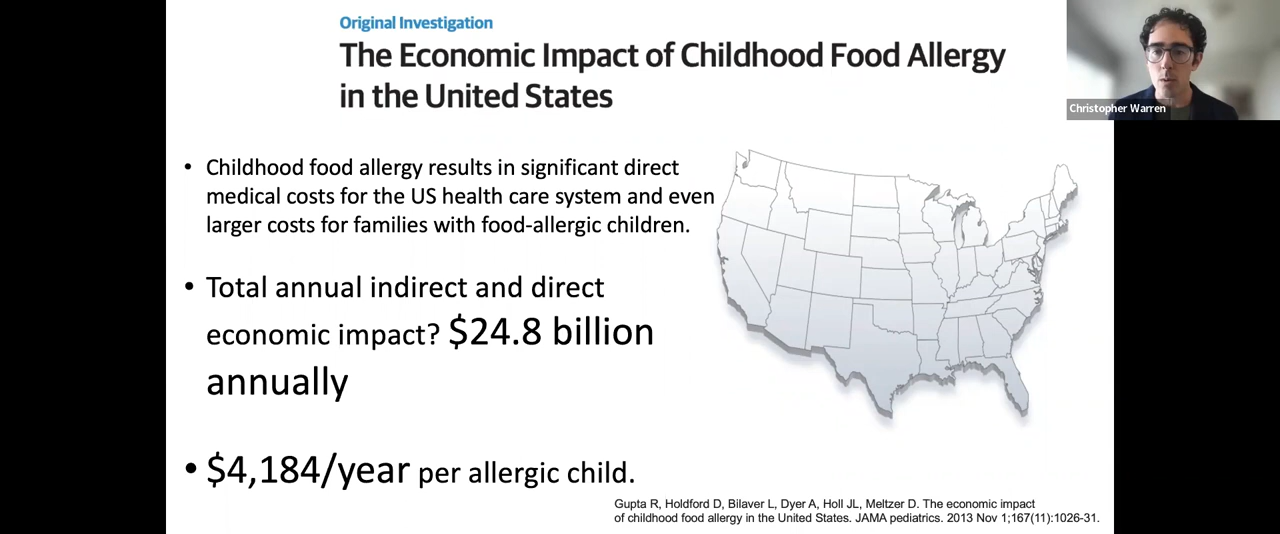 Original Investigation
The Economic Impact of Childhood Food Allergy
in the United States
Christopher Warren
• Childhood food allergy results in significant direct
medical costs for the US health care system and even
larger costs for families with food-allergic children.
• Total annual indirect and direct
economic impact? $24.8 billion
annually
• $4,184/year per allergic child.
Gupta R, Holdford D, Bilaver L, Dyer A, Holl JL, Meltzer D. The economic impact
of childhood food allergy in the United States. JAMA pediatrics. 2013 Nov 1;167(11):1026-31.